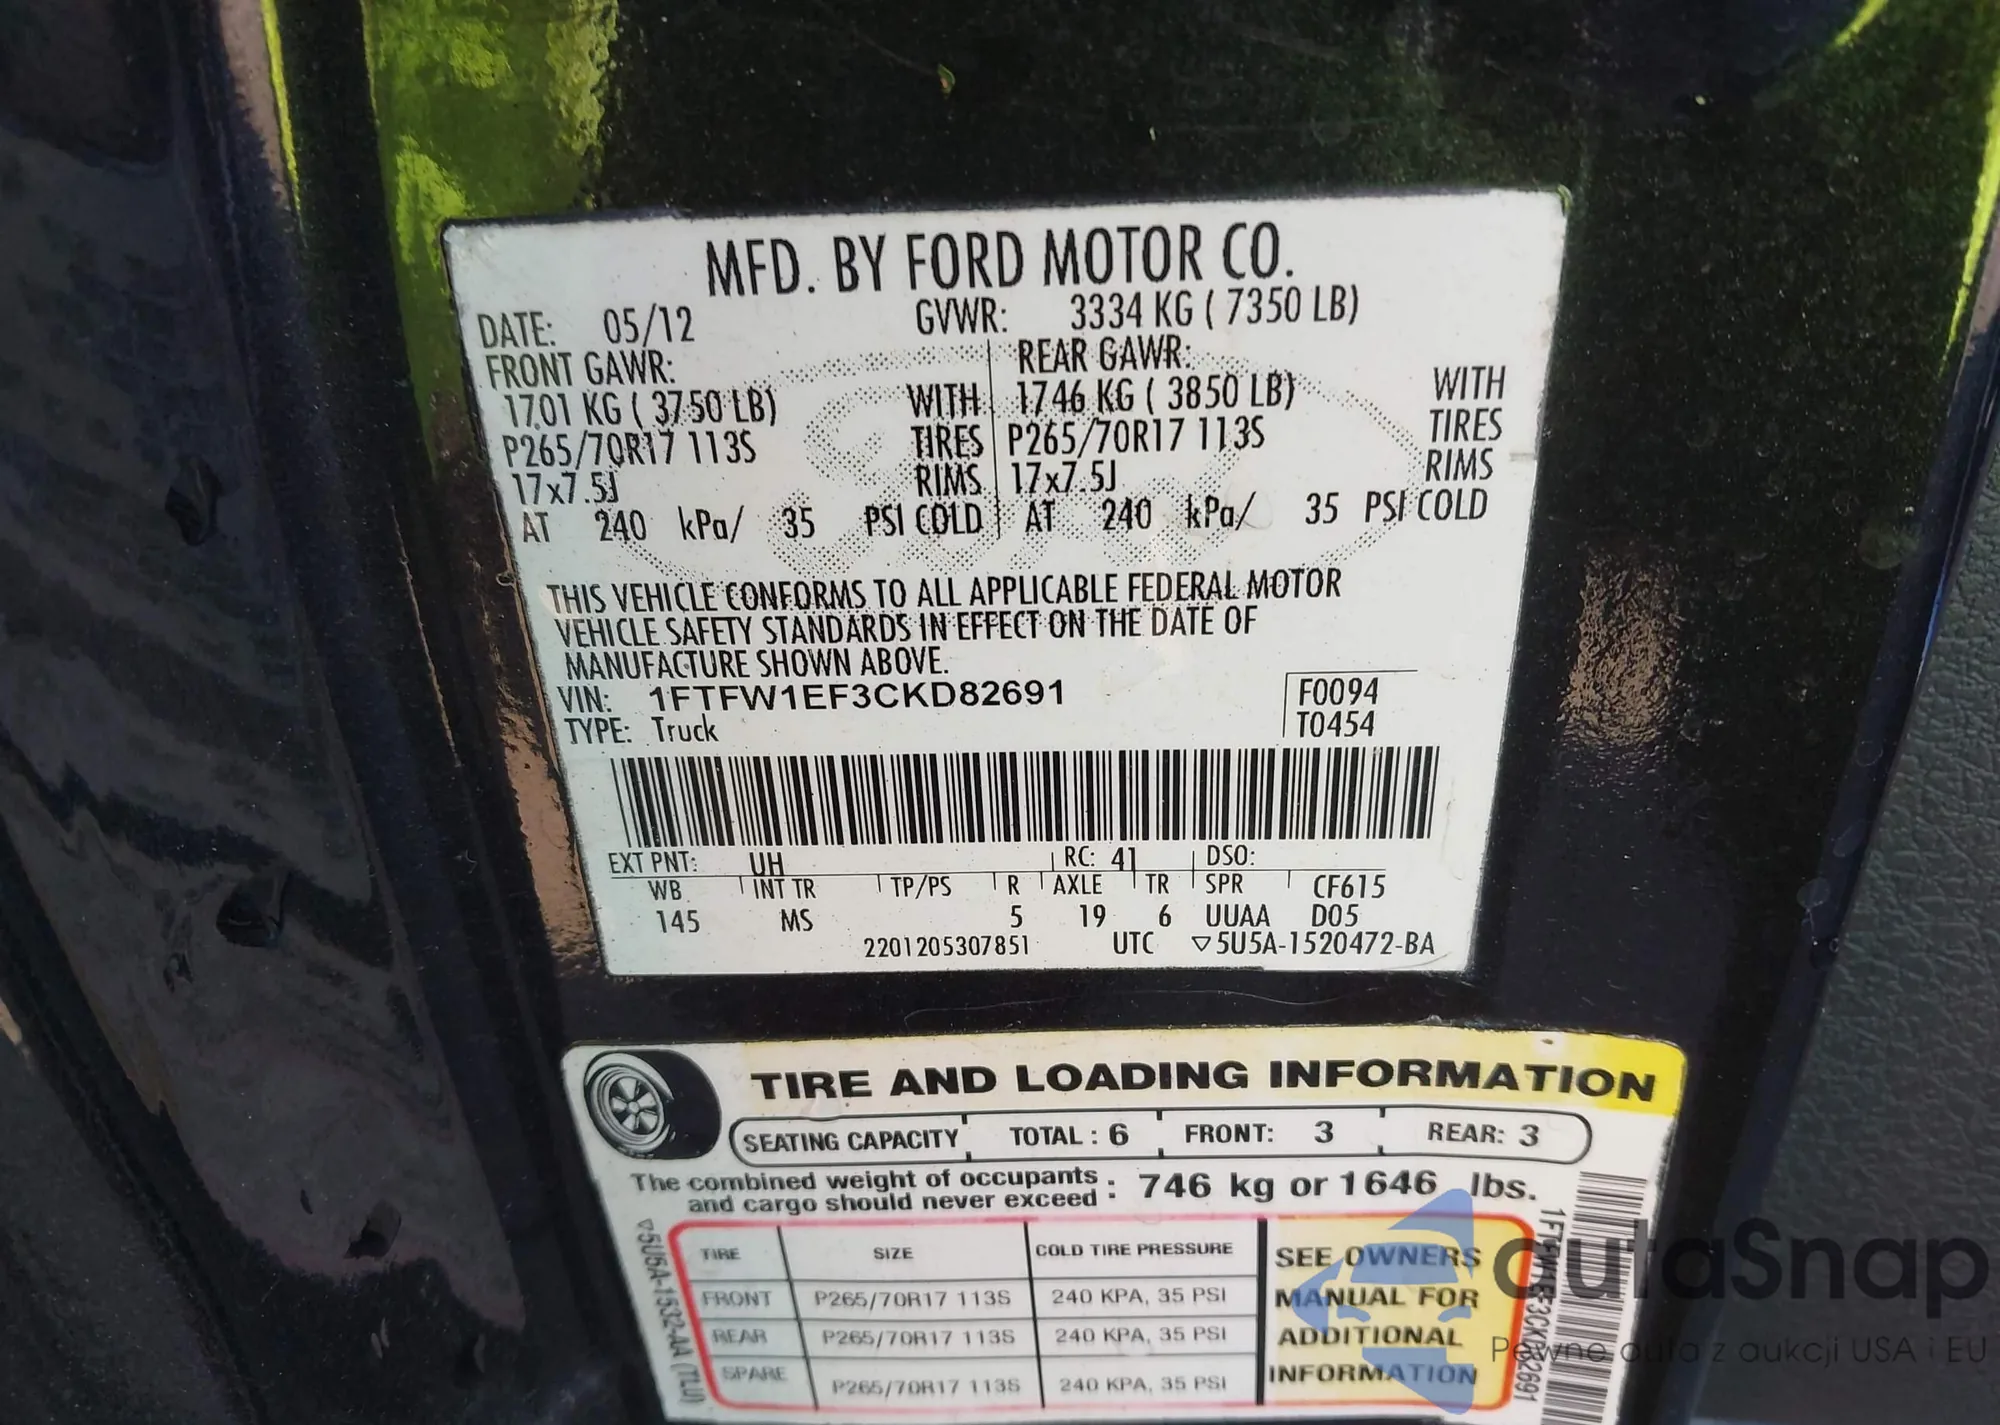 MFD. BY FORD MOTOR CO.
DATE: 05/12 GVWR: 3334 KG ( 7350 LB)
FRONT GAWR: REAR GAWR:
1701 KG ( 3750 LB) WITH 1746 KG ( 3850 LB) WITH
P265/70R17 113S TIRES P265/70R17 113S TIRES
17x7.5J RIMS 17x7.5J RIMS
AT 240 kPa/ 35 PSI COLD AT 240 kPa/ 35 PSI COLD
THIS VEHICLE CONFORMS TO ALL APPLICABLE FEDERAL MOTOR
VEHICLE SAFETY STANDARDS IN EFFECT ON THE DATE OF
MANUFACTURE SHOWN ABOVE.
VIN: 1FTFW1EF3CKD82691 F0094
TYPE: Truck T0454
EXT PNT: UH RC: 41 DSO:
WB INT TR TP/PS R AXLE TR SPR CF615
145 MS 5 19 6 UUAA D05
2201205307851 UTC ▽5U5A-1520472-BA
TIRE AND LOADING INFORMATION
SEATING CAPACITY TOTAL : 6 FRONT: 3 REAR: 3
The combined weight of occupants
and cargo should never exceed : 746 kg or 1646 lbs.
TIRE SIZE COLD TIRE PRESSURE SEE OWNERS
FRONT P265/70R17 113S 240 KPA, 35 PSI MANUAL FOR
REAR P265/70R17 113S 240 KPA, 35 PSI ADDITIONAL
SPARE P265/70R17 113S 240 KPA, 35 PSI INFORMATION
▽5U5A-1532-AA (TLU)
1FTFW1EF3CKD82691
autaSnap
Pewne auta z aukcji USA i EU